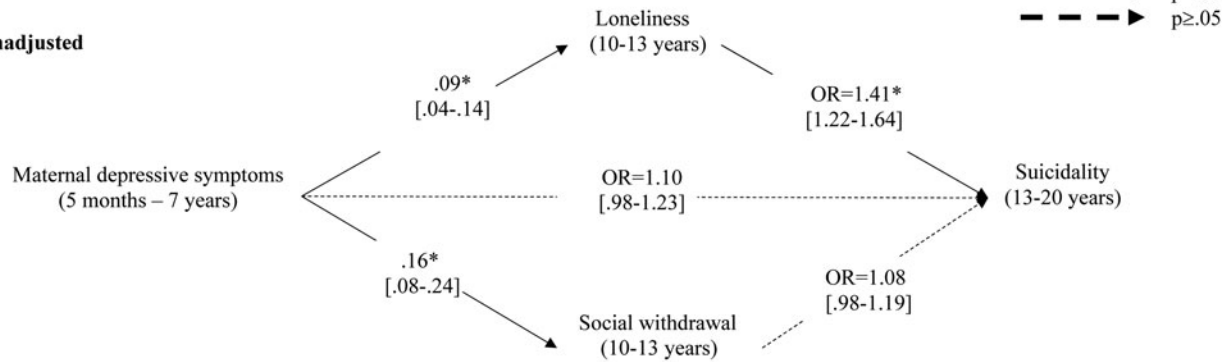 Loneliness
(10-13 years)
p≥.05
.09*
[.04-.14]
OR=1.41*
[1.22-1.64]
Maternal depressive symptoms
(5 months – 7 years)
OR=1.10
[.98-1.23]
Suicidality
(13-20 years)
.16*
[.08-.24]
OR=1.08
[.98-1.19]
Social withdrawal
(10-13 years)